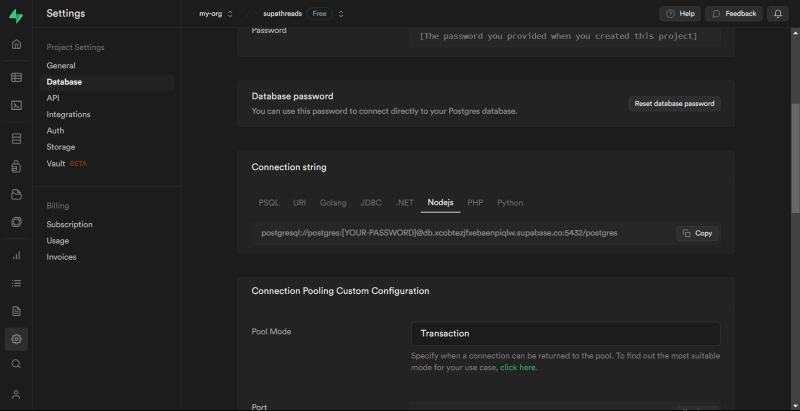 Settings
my-org
supathreads
Free
Help
Feedback
Project Settings
General
Database
API
Integrations
Auth
Storage
Vault BETA
Billing
Subscription
Usage
Invoices
Password
[The password you provided when you created this project]
Database password
You can use this password to connect directly to your Postgres database.
Reset database password
Connection string
PSQL URI Golang JDBC .NET Nodejs PHP Python
postgresql://postgres:[YOUR-PASSWORD]@db.xcobtezjfxebaenpiqlw.supabase.co:5432/postgres
Copy
Connection Pooling Custom Configuration
Pool Mode
Transaction
Specify when a connection can be returned to the pool. To find out the most suitable
mode for your use case, click here.
Port